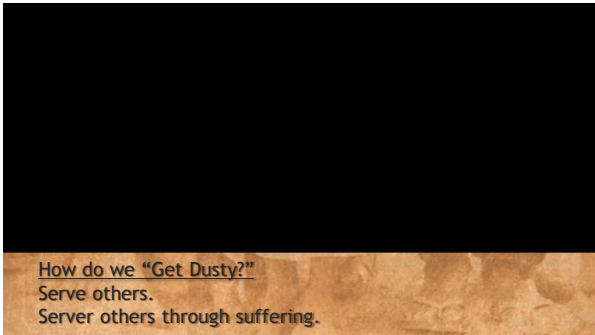 How do we “Get Dusty?”
Serve others.
Server others through suffering.